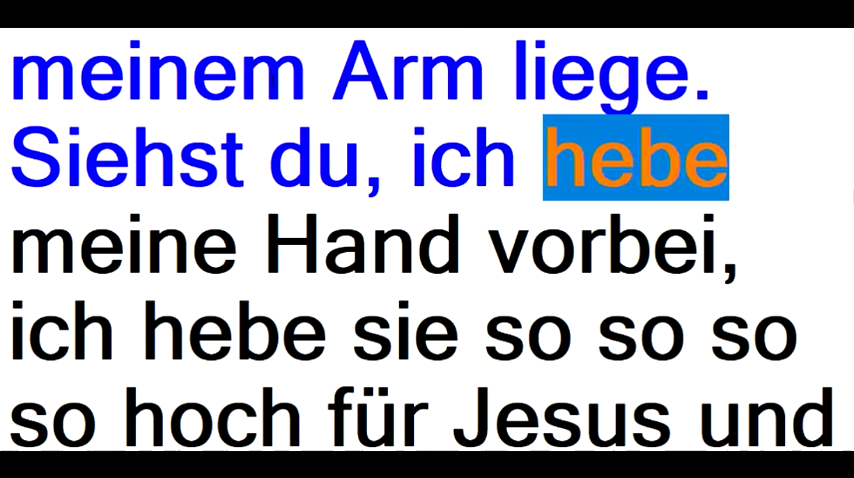 meinem Arm liege.
Siehst du, ich hebe
meine Hand vorbei,
ich hebe sie so so so
so hoch für Jesus und